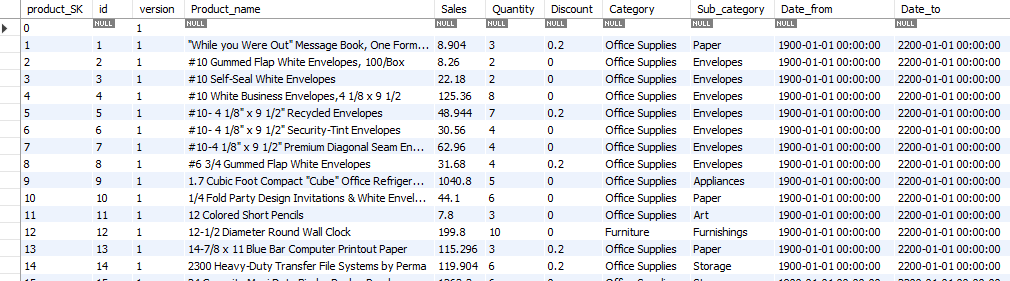 product_SK id version Product_name Sales Quantity Discount Category Sub_category Date_from Date_to
0 NULL 1 NULL NULL NULL NULL NULL NULL NULL NULL
1 1 1 "While you Were Out" Message Book, One Form... 8.904 3 0.2 Office Supplies Paper 1900-01-01 00:00:00 2200-01-01 00:00:00
2 2 1 #10 Gummed Flap White Envelopes, 100/Box 8.26 2 0 Office Supplies Envelopes 1900-01-01 00:00:00 2200-01-01 00:00:00
3 3 1 #10 Self-Seal White Envelopes 22.18 2 0 Office Supplies Envelopes 1900-01-01 00:00:00 2200-01-01 00:00:00
4 4 1 #10 White Business Envelopes,4 1/8 x 9 1/2 125.36 8 0 Office Supplies Envelopes 1900-01-01 00:00:00 2200-01-01 00:00:00
5 5 1 #10- 4 1/8" x 9 1/2" Recycled Envelopes 48.944 7 0.2 Office Supplies Envelopes 1900-01-01 00:00:00 2200-01-01 00:00:00
6 6 1 #10- 4 1/8" x 9 1/2" Security-Tint Envelopes 30.56 4 0 Office Supplies Envelopes 1900-01-01 00:00:00 2200-01-01 00:00:00
7 7 1 #10-4 1/8" x 9 1/2" Premium Diagonal Seam En... 62.96 4 0 Office Supplies Envelopes 1900-01-01 00:00:00 2200-01-01 00:00:00
8 8 1 #6 3/4 Gummed Flap White Envelopes 31.68 4 0.2 Office Supplies Envelopes 1900-01-01 00:00:00 2200-01-01 00:00:00
9 9 1 1.7 Cubic Foot Compact "Cube" Office Refriger... 1040.8 5 0 Office Supplies Appliances 1900-01-01 00:00:00 2200-01-01 00:00:00
10 10 1 1/4 Fold Party Design Invitations & White Envel... 44.1 6 0 Office Supplies Paper 1900-01-01 00:00:00 2200-01-01 00:00:00
11 11 1 12 Colored Short Pencils 7.8 3 0 Office Supplies Art 1900-01-01 00:00:00 2200-01-01 00:00:00
12 12 1 12-1/2 Diameter Round Wall Clock 199.8 10 0 Furniture Furnishings 1900-01-01 00:00:00 2200-01-01 00:00:00
13 13 1 14-7/8 x 11 Blue Bar Computer Printout Paper 115.296 3 0.2 Office Supplies Paper 1900-01-01 00:00:00 2200-01-01 00:00:00
14 14 1 2300 Heavy-Duty Transfer File Systems by Perma 119.904 6 0.2 Office Supplies Storage 1900-01-01 00:00:00 2200-01-01 00:00:00